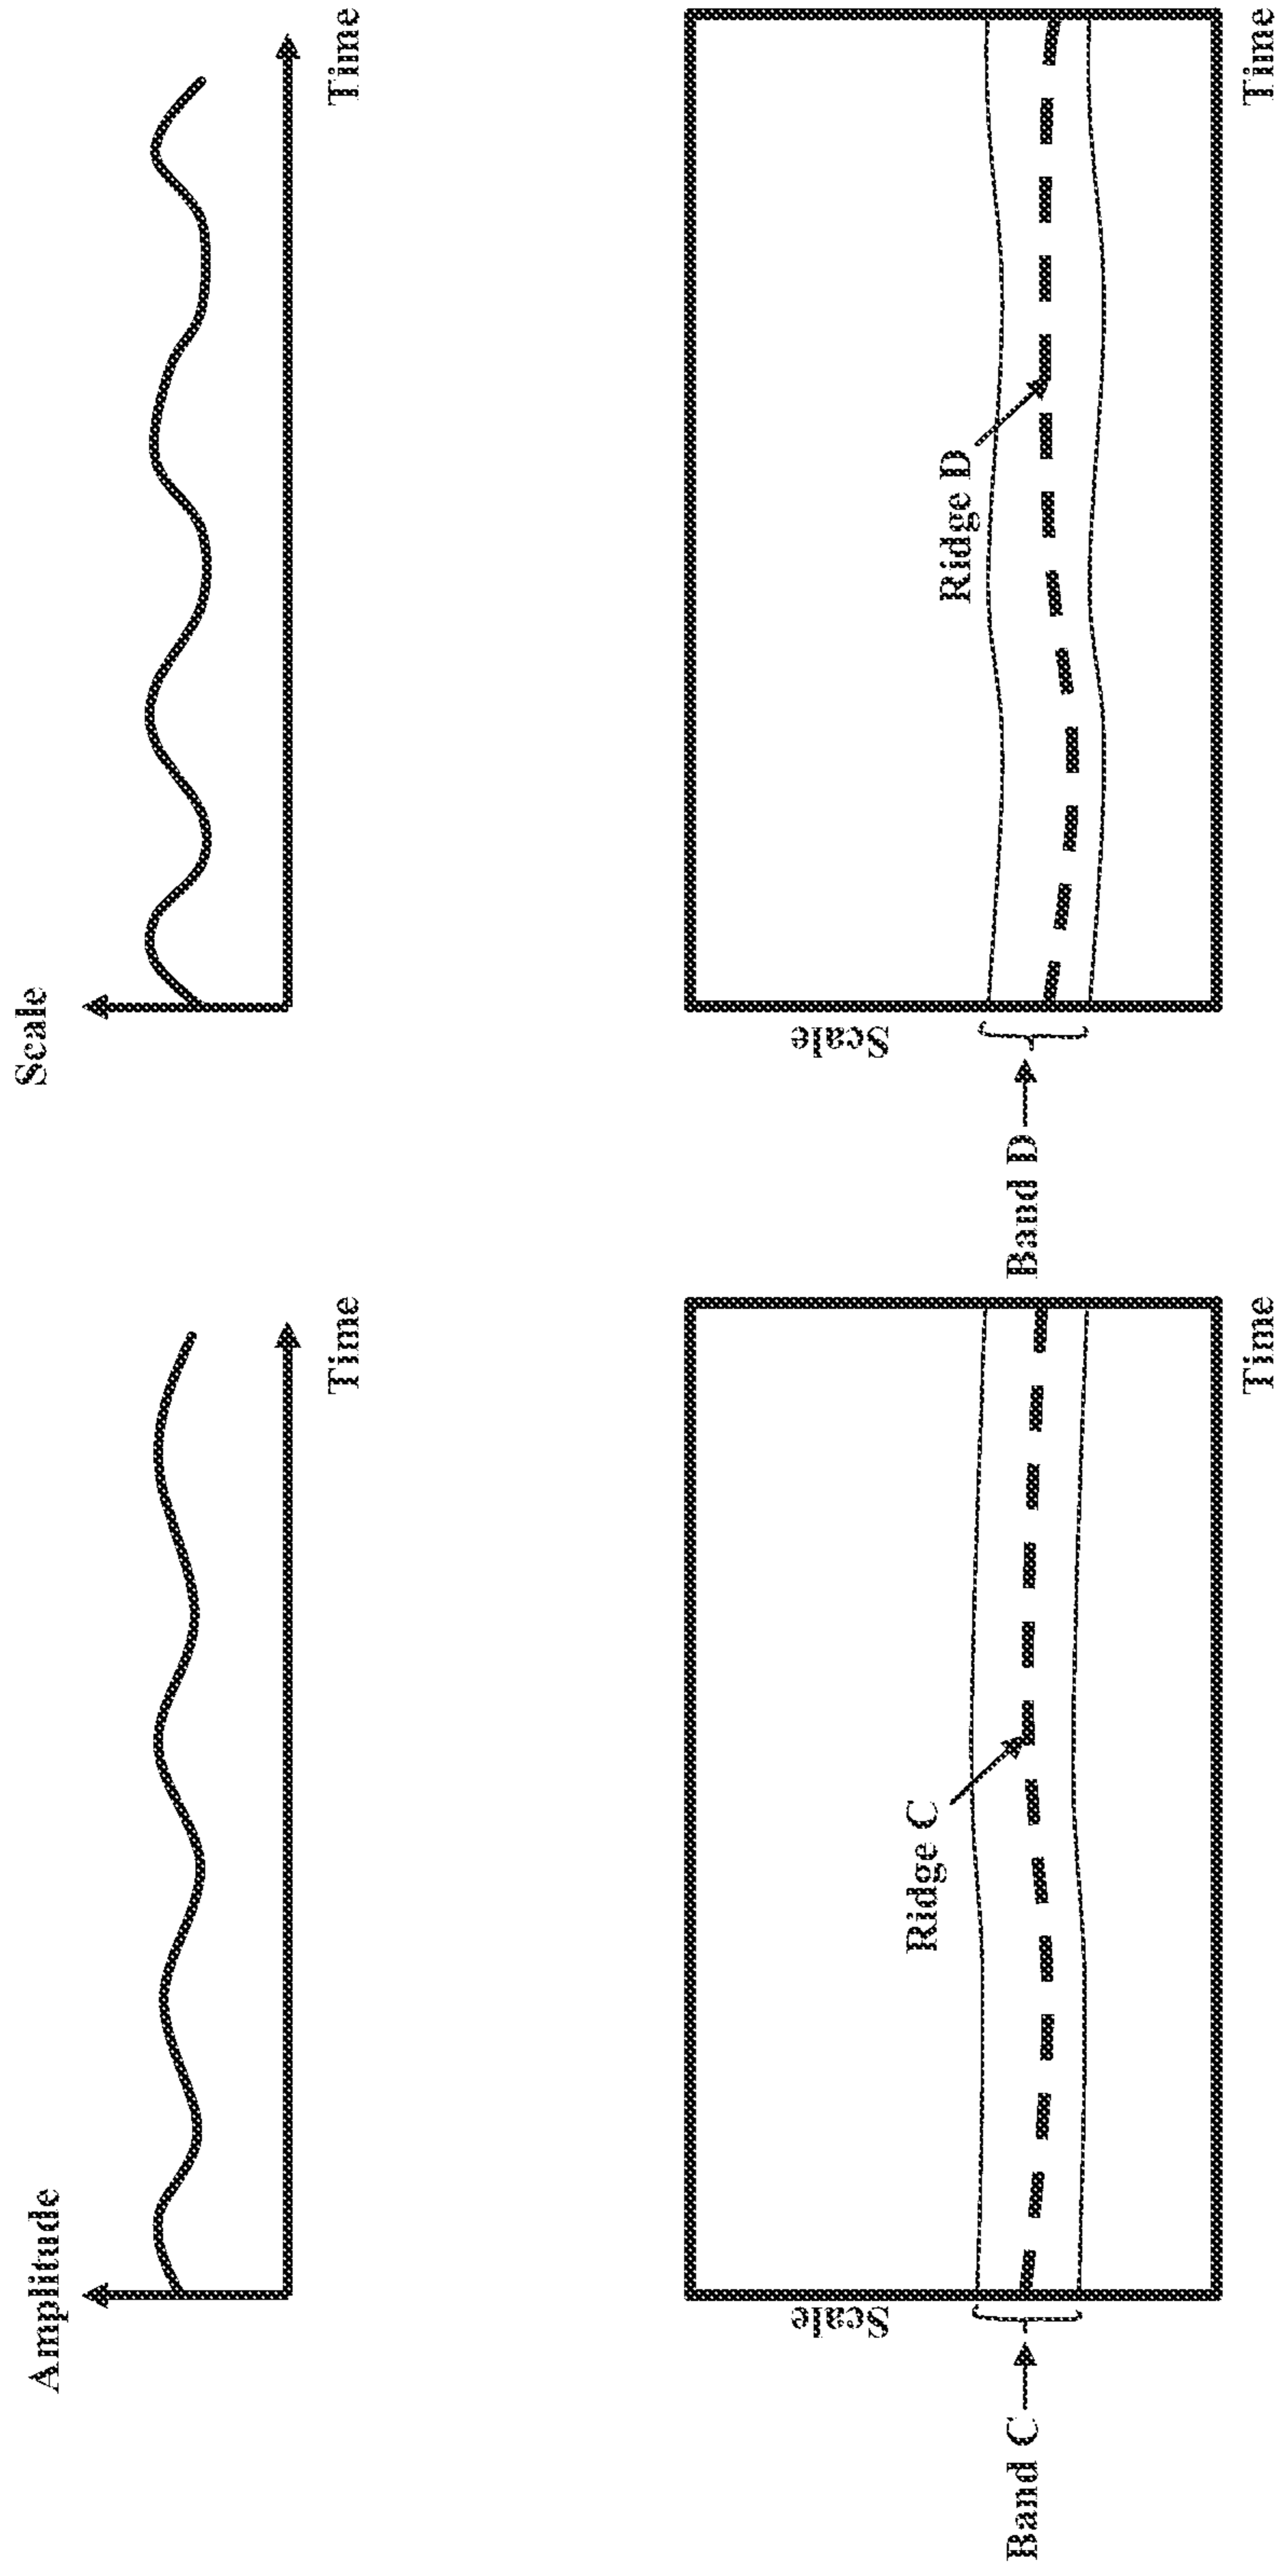 Amplitude
Time
Scale
Time
Scale
Ridge C
Band C
Time
Scale
Ridge D
Band D
Time